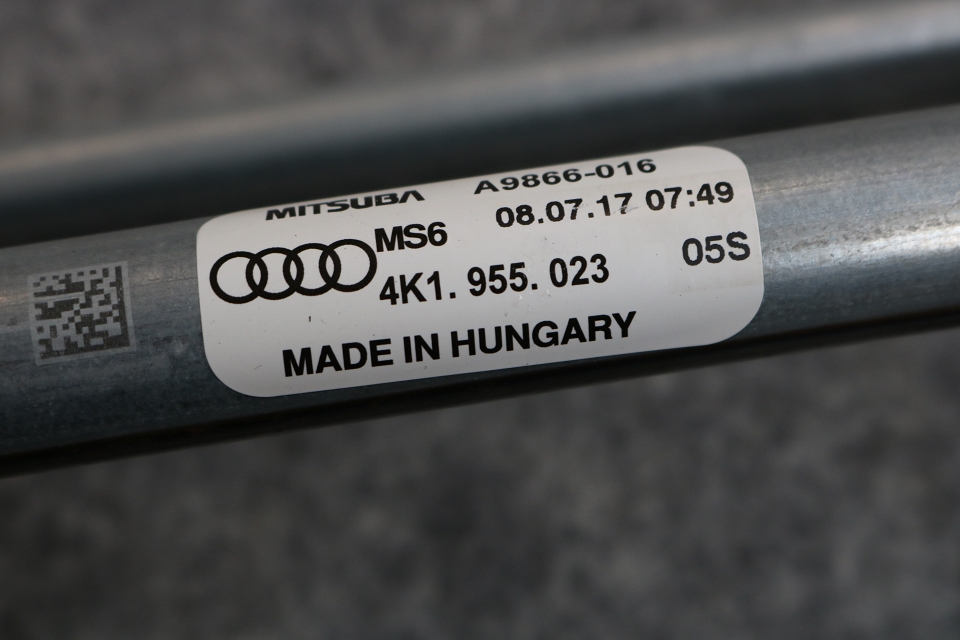 MITSUBA A9866-016
MS6 08.07.17 07:49
4K1. 955. 023 05S
MADE IN HUNGARY